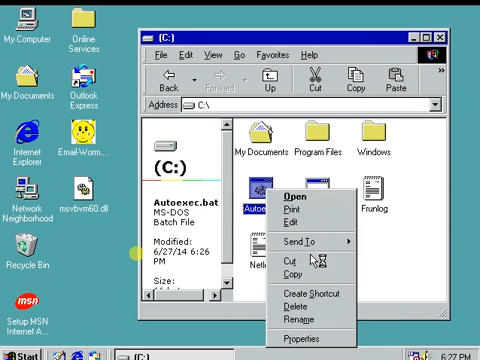 My Computer
Online
Services
My Documents
Outlook
Express
Internet
Explorer
Email-Worm....
Network
Neighborhood
msvbvm60.dll
Recycle Bin
msn
Setup MSN
Internet A...
(C:)
File Edit View Go Favorites Help
Back Forward Up Cut Copy Paste »
Address C:\
(C:)
Autoexec.bat
MS-DOS
Batch File
Modified:
6/27/14 6:26
PM
Size:
My Documents Program Files Windows
Frunlog
Open
Print
Edit
Send To
Cut
Copy
Create Shortcut
Delete
Rename
Properties
Start (C:) 6:27 PM